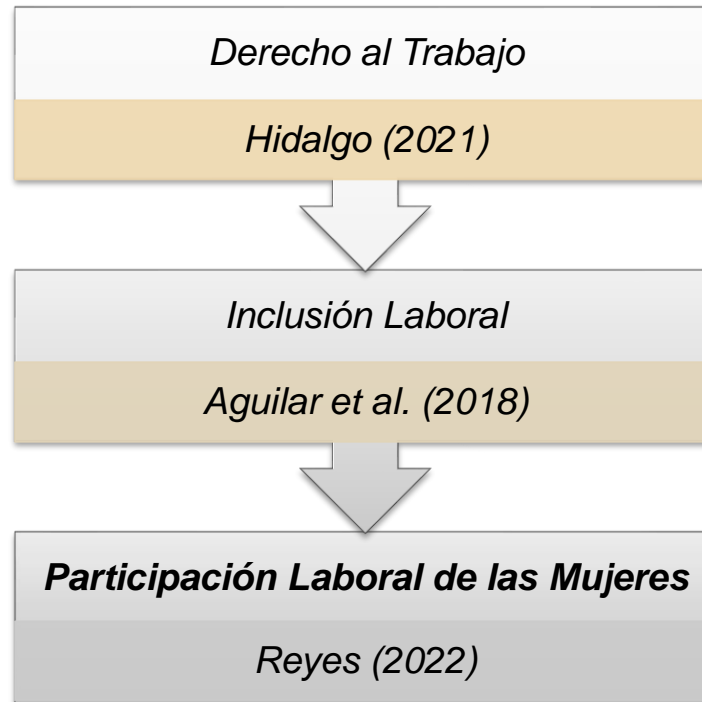 Derecho al Trabajo
Hidalgo (2021)
Inclusión Laboral
Aguilar et al. (2018)
Participación Laboral de las Mujeres
Reyes (2022)